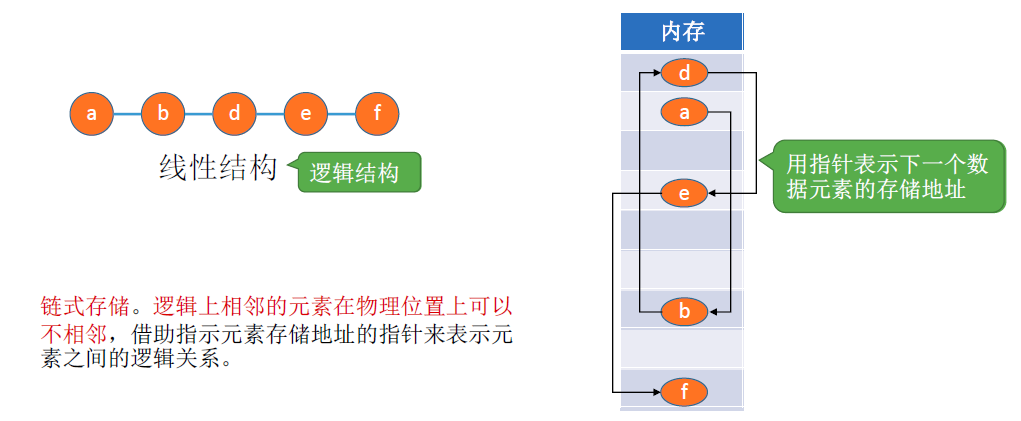 a b d e f
线性结构
逻辑结构
链式存储。逻辑上相邻的元素在物理位置上可以
不相邻，借助指示元素存储地址的指针来表示元
素之间的逻辑关系。
内存
d
a
e
b
f
用指针表示下一个数
据元素的存储地址